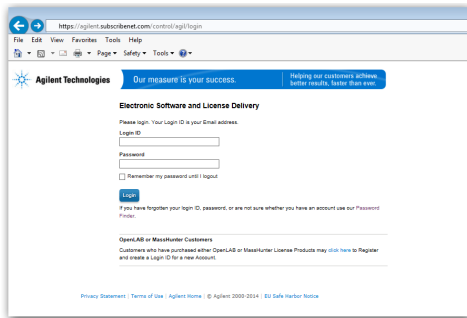 https://agilent.subscribenet.com/control/agil/login
File Edit View Favorites Tools Help
Page Safety Tools
Agilent Technologies
Our measure is your success.
Helping our customers achieve
better results, faster than ever.
Electronic Software and License Delivery
Please login. Your Login ID is your Email address.
Login ID
Password
Remember my password until I logout
Login
If you have forgotten your login ID, password, or are not sure whether you have an account use our Password
Finder.
OpenLAB or MassHunter Customers
Customers who have purchased either OpenLAB or MassHunter License Products may click here to Register
and create a Login ID for a new Account.
Privacy Statement | Terms of Use | Agilent Home | © Agilent 2000-2014 | EU Safe Harbor Notice